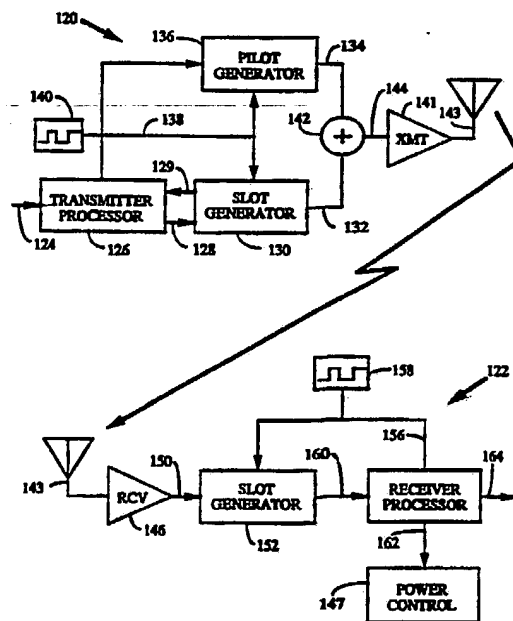 120
136
PILOT
GENERATOR
134
140
138
142
+
144
141
XMT
143
129
TRANSMITTER
PROCESSOR
SLOT
GENERATOR
132
124
126
128
130
158
122
143
150
160
156
164
RCV
SLOT
GENERATOR
RECEIVER
PROCESSOR
146
152
162
147
POWER
CONTROL